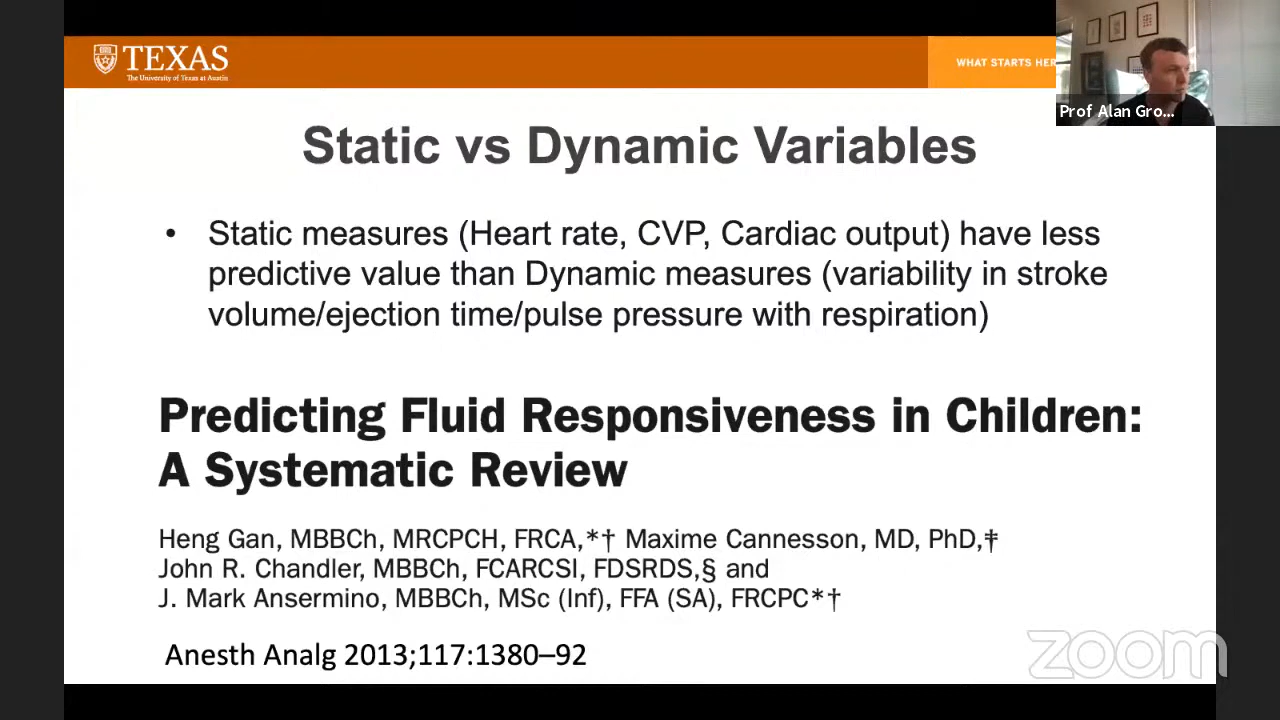 TEXAS
The University of Texas at Austin
WHAT STARTS HER
Prof Alan Gro...
Static vs Dynamic Variables
• Static measures (Heart rate, CVP, Cardiac output) have less
predictive value than Dynamic measures (variability in stroke
volume/ejection time/pulse pressure with respiration)
Predicting Fluid Responsiveness in Children:
A Systematic Review
Heng Gan, MBBCh, MRCPCH, FRCA,*† Maxime Cannesson, MD, PhD,‡
John R. Chandler, MBBCh, FCARCSI, FDSRDS,§ and
J. Mark Ansermino, MBBCh, MSc (Inf), FFA (SA), FRCPC*†
Anesth Analg 2013;117:1380–92
zoom